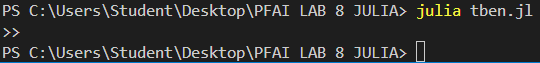 PS C:\Users\Student\Desktop\PFAI LAB 8 JULIA> julia tben.jl
>>
PS C:\Users\Student\Desktop\PFAI LAB 8 JULIA>